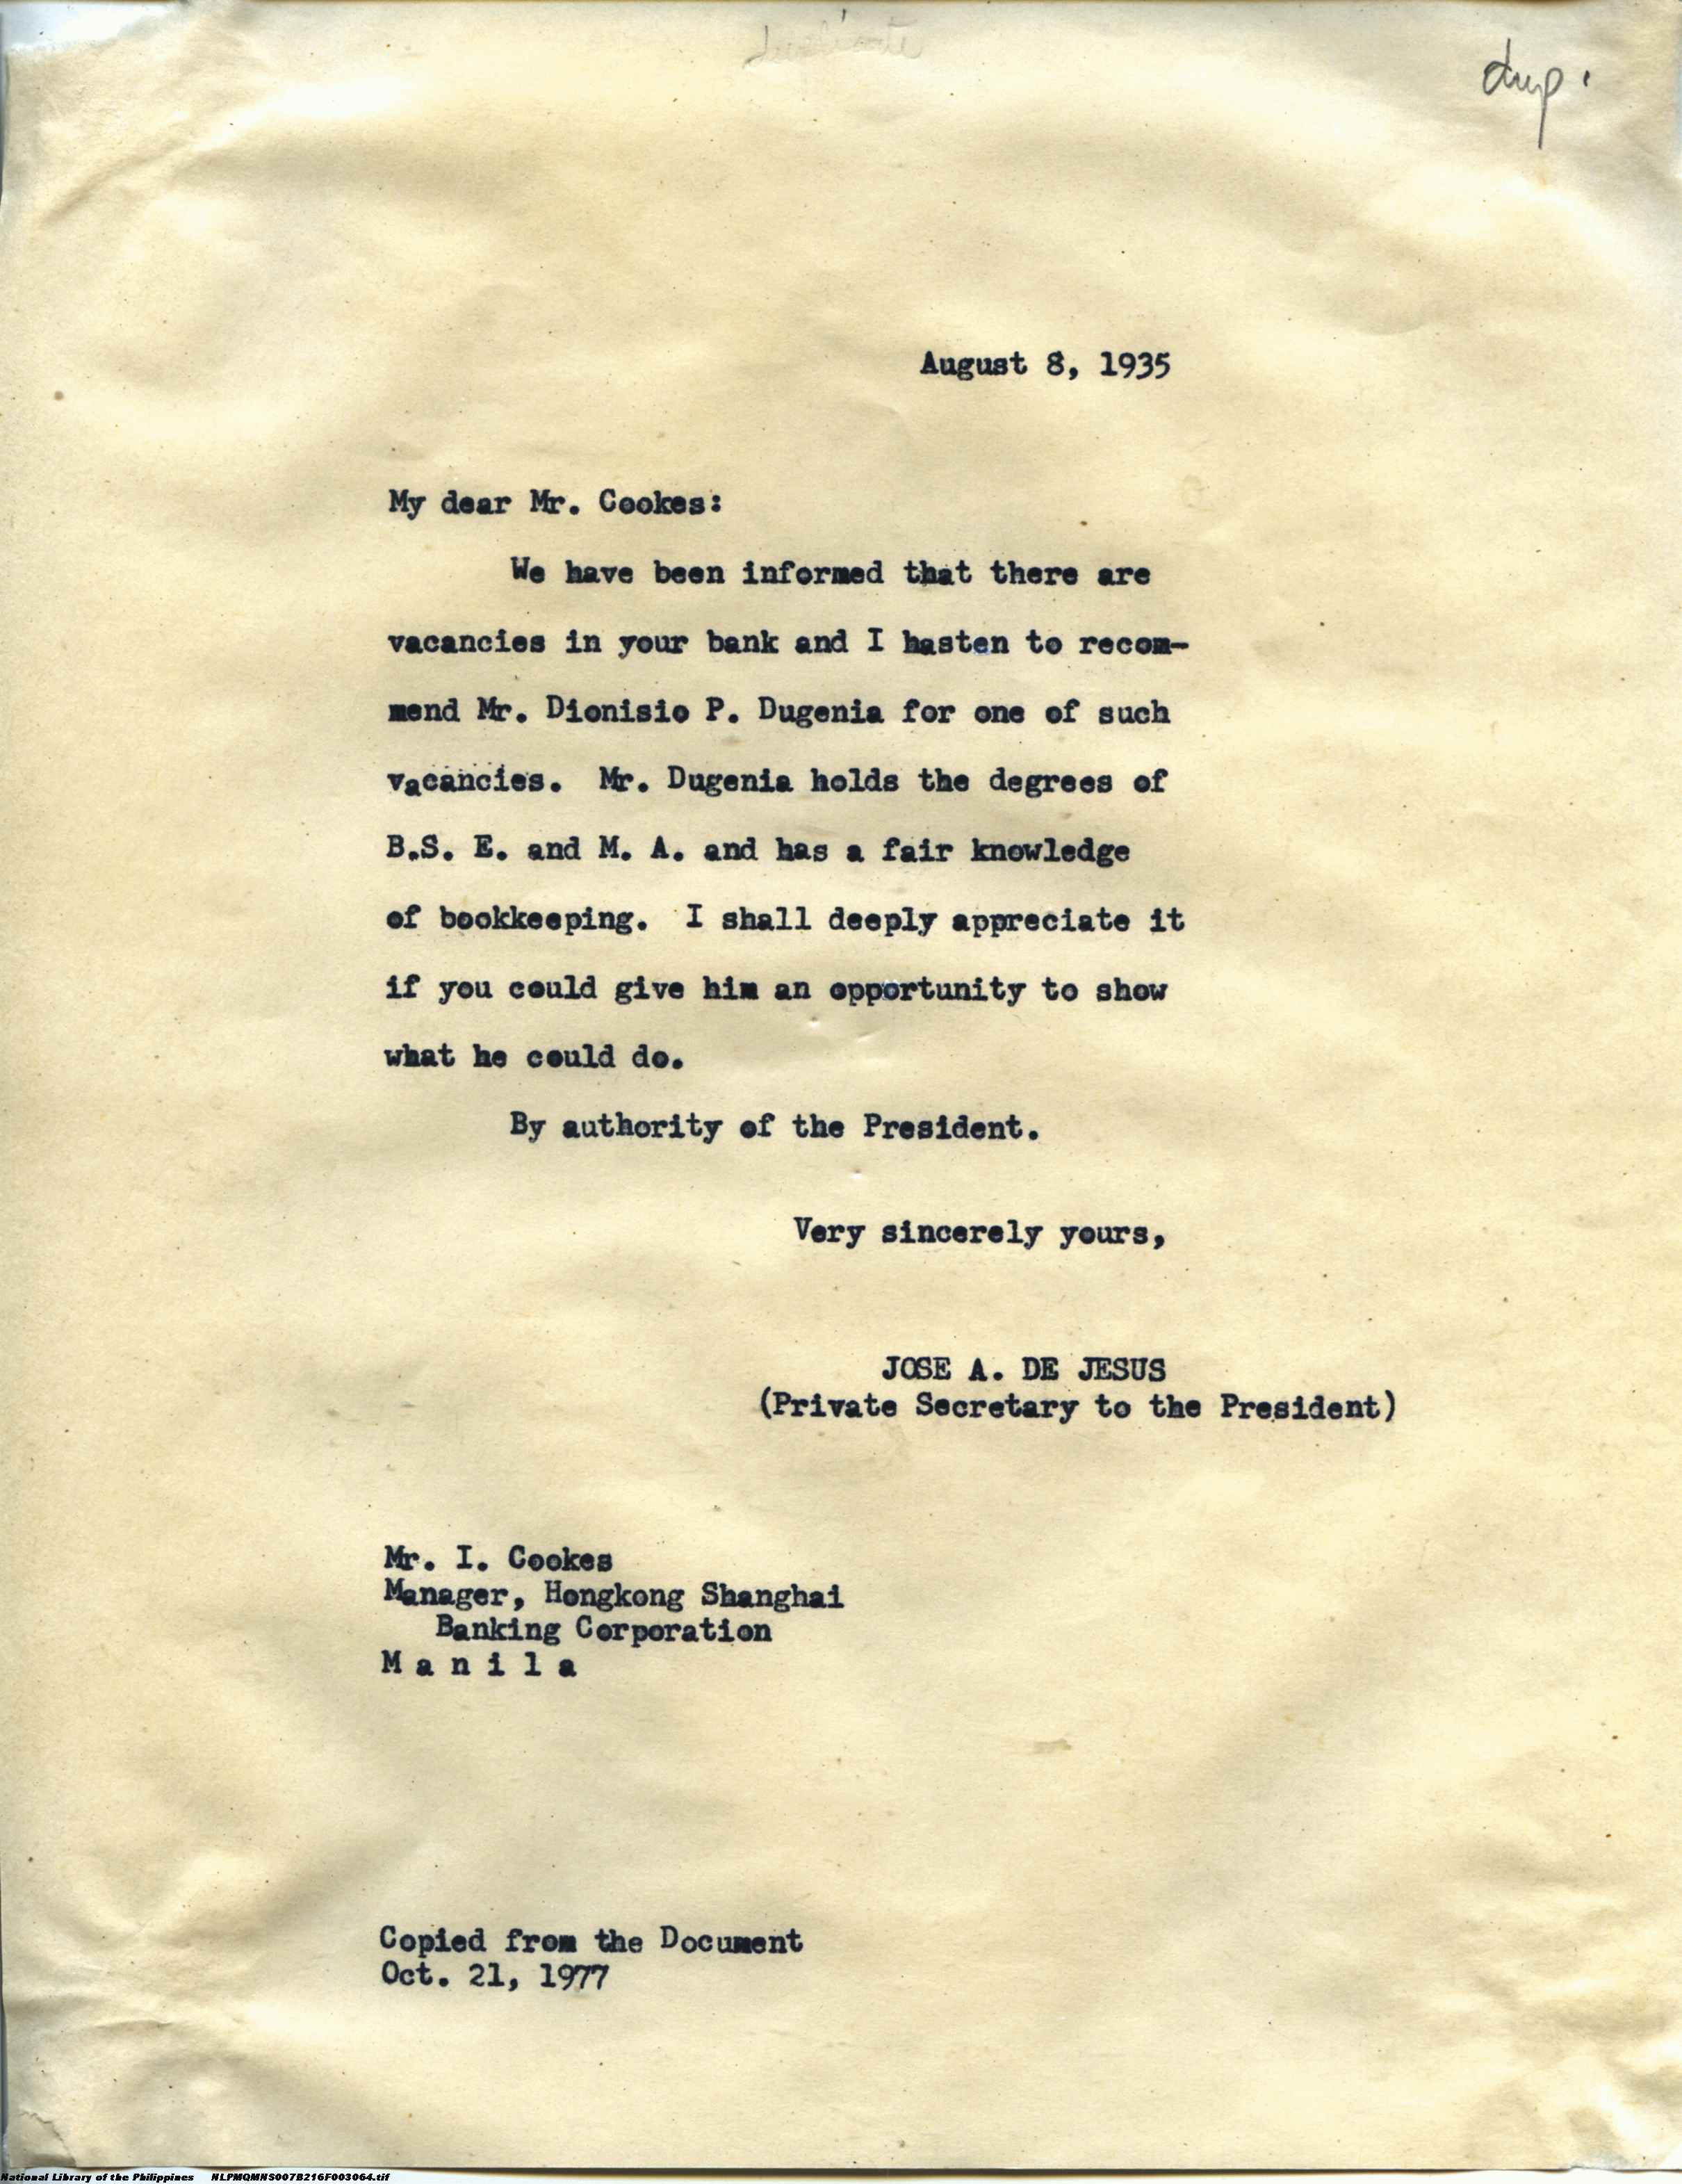 dup.
August 8, 1935
My dear Mr. Cookes:
We have been informed that there are
vacancies in your bank and I hasten to recom-
mend Mr. Dionisio P. Dugenia for one of such
vacancies. Mr. Dugenia holds the degrees of
B.S. E. and M. A. and has a fair knowledge
of bookkeeping. I shall deeply appreciate it
if you could give him an opportunity to show
what he could do.
By authority of the President.
Very sincerely yours,
JOSE A. DE JESUS
(Private Secretary to the President)
Mr. I. Cookes
Manager, Hongkong Shanghai
Banking Corporation
M a n i l a
Copied from the Document
Oct. 21, 1977
National Library of the Philippines NLPMQMNS007B216F003064.tif